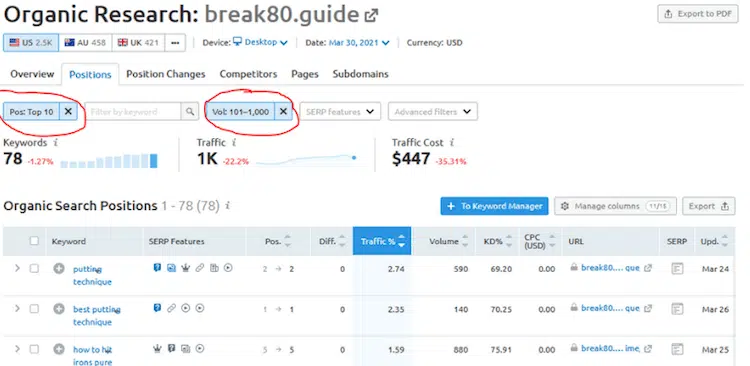 Organic Research: break80.guide
Export to PDF
US 2.5K AU 458 UK 421 ••• Device: Desktop Date: Mar 30, 2021 Currency: USD
Overview Positions Position Changes Competitors Pages Subdomains
Pos: Top 10 Filter by keyword Vol: 101–1,000 SERP features Advanced filters
Keywords i Traffic i Traffic Cost i
78 -1.27% 1K -22.2% $447 -35.31%
Organic Search Positions 1 - 78 (78) i + To Keyword Manager Manage columns 11/15 Export
Keyword SERP Features Pos. Diff. Traffic % Volume KD% CPC (USD) URL SERP Upd.
putting technique 2 → 2 0 2.74 590 69.20 0.00 break80.... que Mar 24
best putting technique 1 → 1 0 2.35 140 70.25 0.00 break80.... que Mar 26
how to hit irons pure 5 → 5 0 1.59 880 75.91 0.00 break80.... ime, Mar 25